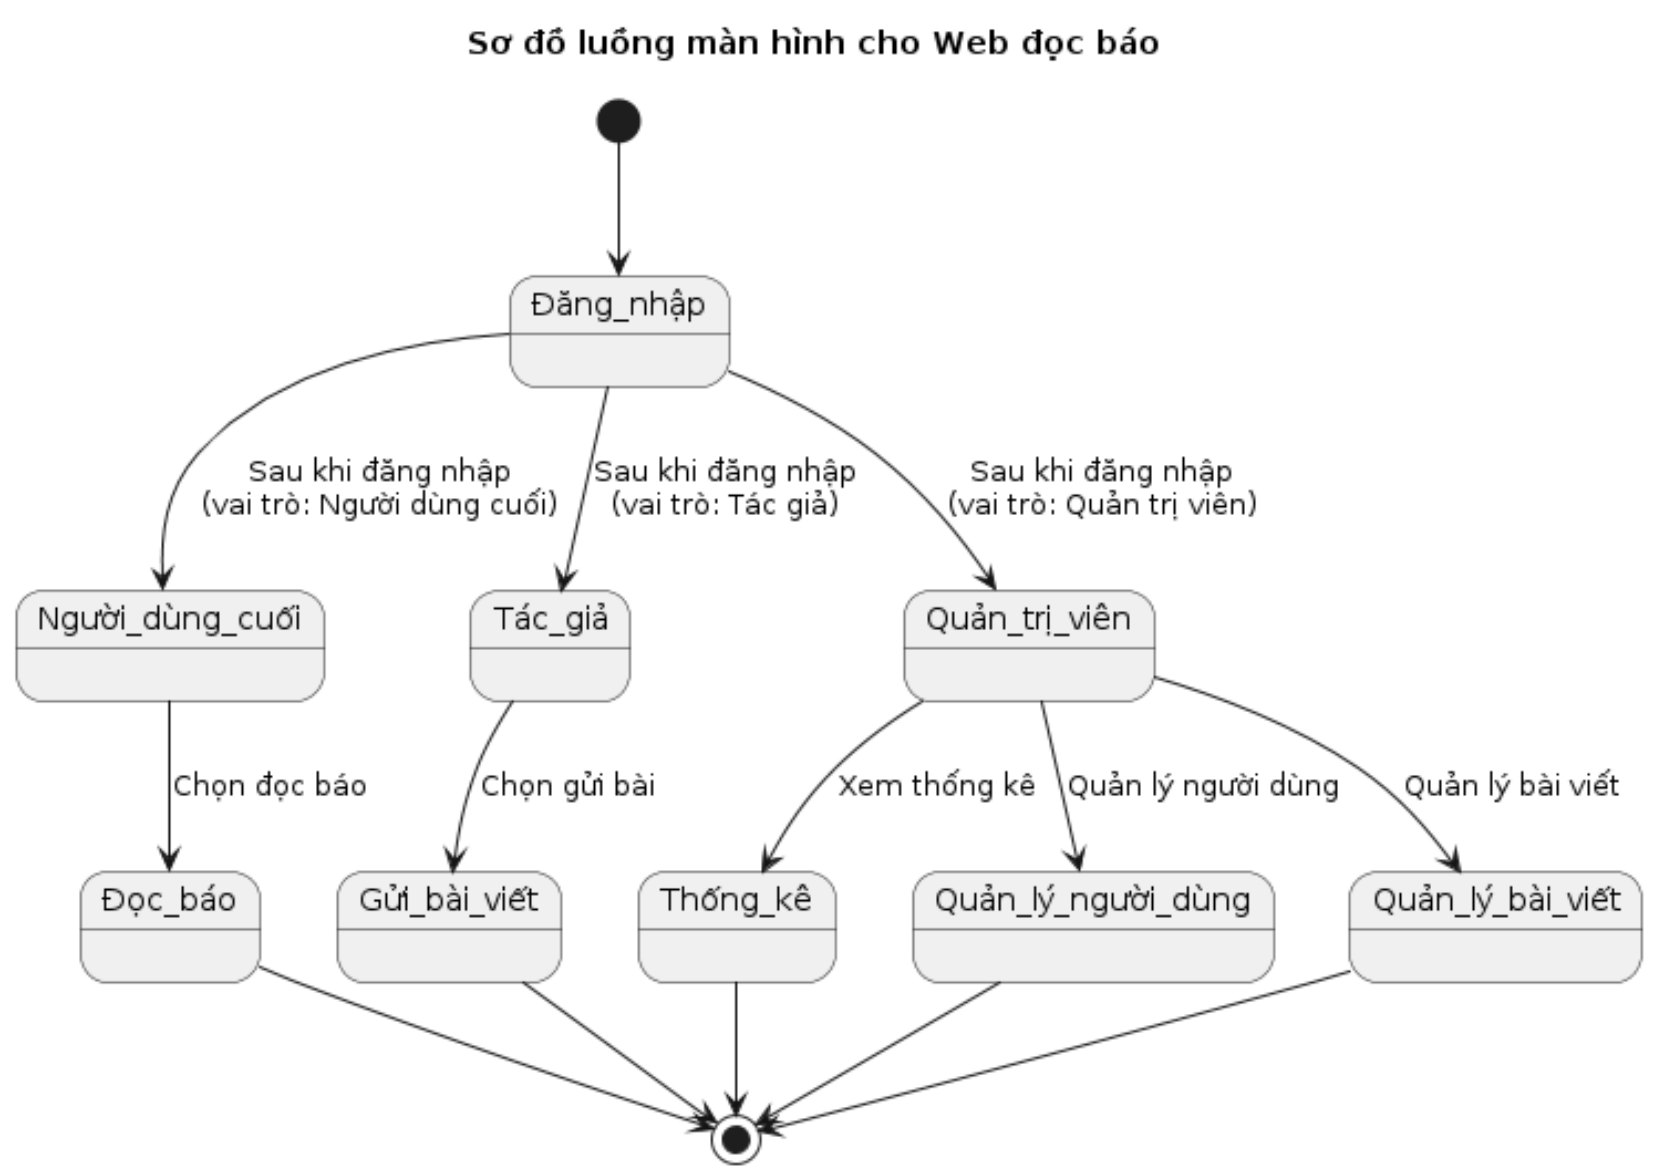 Sơ đồ luồng màn hình cho Web đọc báo
Đăng_nhập
Sau khi đăng nhập
(vai trò: Người dùng cuối)
Sau khi đăng nhập
(vai trò: Tác giả)
Sau khi đăng nhập
(vai trò: Quản trị viên)
Người_dùng_cuối
Tác_giả
Quản_trị_viên
Chọn đọc báo
Chọn gửi bài
Xem thống kê
Quản lý người dùng
Quản lý bài viết
Đọc_báo
Gửi_bài_viết
Thống_kê
Quản_lý_người_dùng
Quản_lý_bài_viết